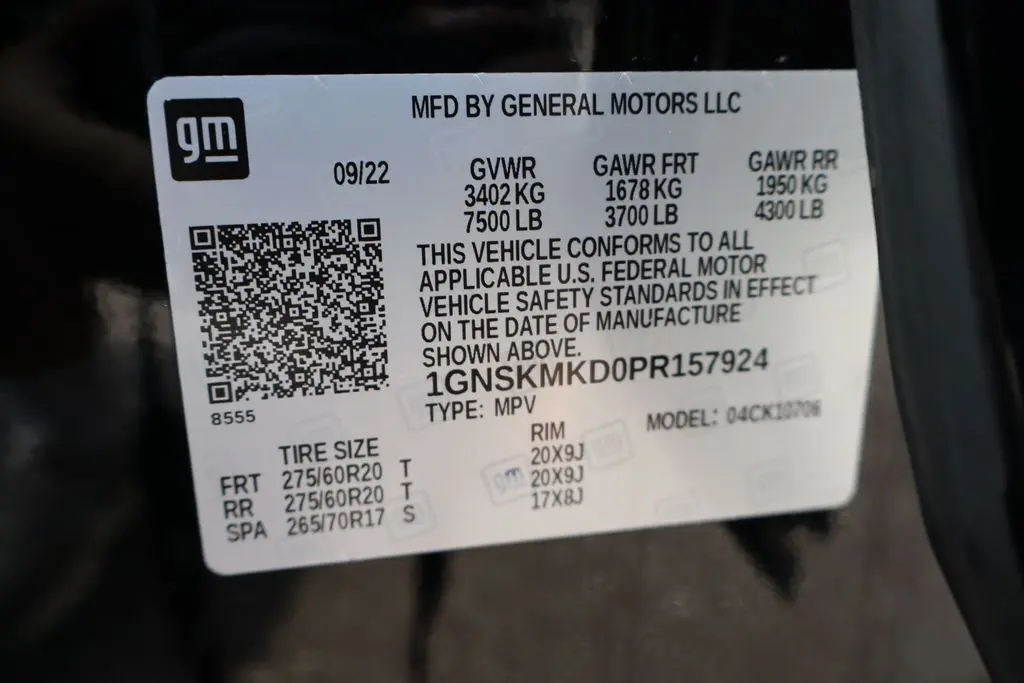 gm
MFD BY GENERAL MOTORS LLC
09/22
GVWR GAWR FRT GAWR RR
3402 KG 1678 KG 1950 KG
7500 LB 3700 LB 4300 LB
THIS VEHICLE CONFORMS TO ALL
APPLICABLE U.S. FEDERAL MOTOR
VEHICLE SAFETY STANDARDS IN EFFECT
ON THE DATE OF MANUFACTURE
SHOWN ABOVE.
1GNSKMKD0PR157924
8555
TYPE: MPV MODEL: 04CK10706
TIRE SIZE RIM
FRT 275/60R20 T 20X9J
RR 275/60R20 T gm 20X9J
SPA 265/70R17 S 17X8J